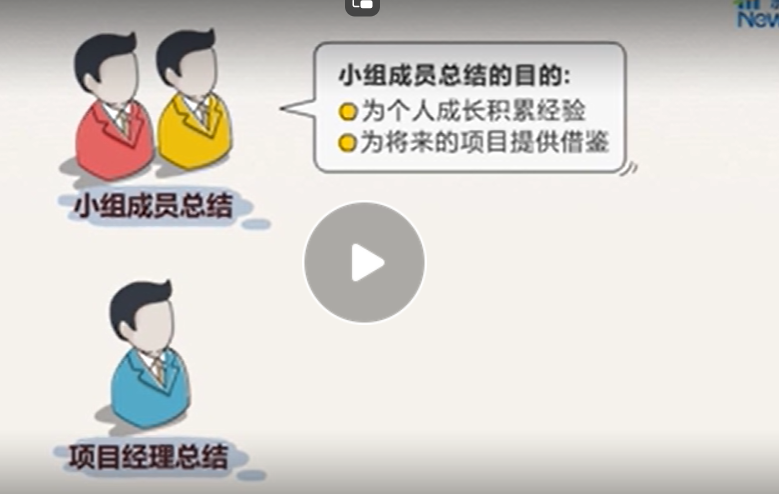 New
小组成员总结的目的:
为个人成长积累经验
为将来的项目提供借鉴
小组成员总结
项目经理总结